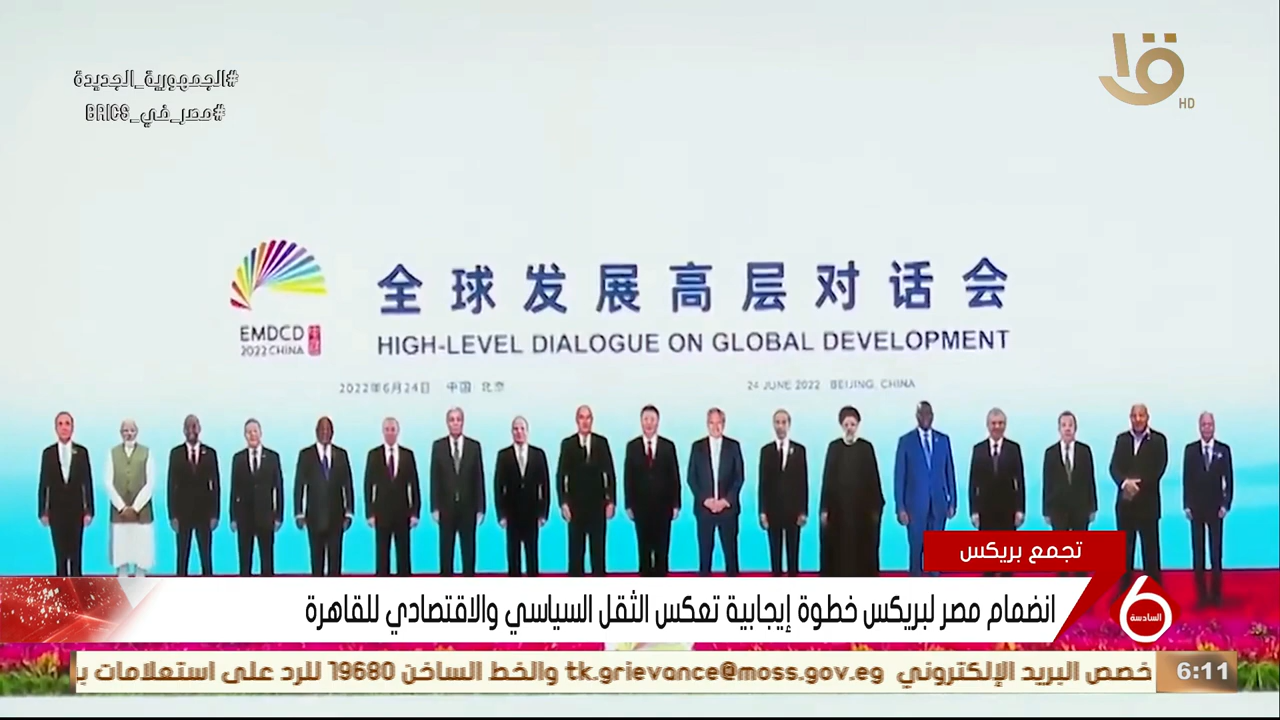 #الجمهورية_الجديدة
#مصر_في_BRICS
HD
全球发展高层对话会
EMDCD
2022 CHINA
HIGH-LEVEL DIALOGUE ON GLOBAL DEVELOPMENT
2022年6月24日 中国 北京
24 JUNE 2022 BEIJING, CHINA
تجمع بريكس
انضمام مصر لبريكس خطوة إيجابية تعكس الثقل السياسي والاقتصادي للقاهرة
6 السادسة
خصص البريد الإلكتروني tk.grievance@moss.gov.eg والخط الساخن 19680 للرد على استعلامات
6:11